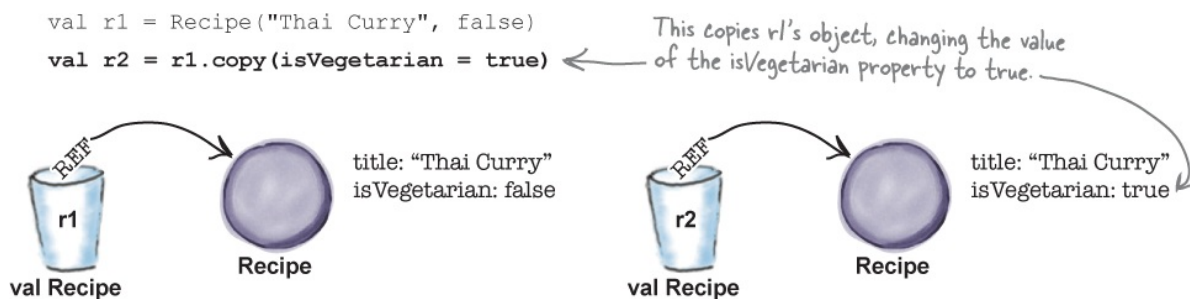 val r1 = Recipe("Thai Curry", false)
val r2 = r1.copy(isVegetarian = true)
This copies r1's object, changing the value
of the isVegetarian property to true.
REF
r1
val Recipe
title: “Thai Curry”
isVegetarian: false
Recipe
REF
r2
val Recipe
title: “Thai Curry”
isVegetarian: true
Recipe